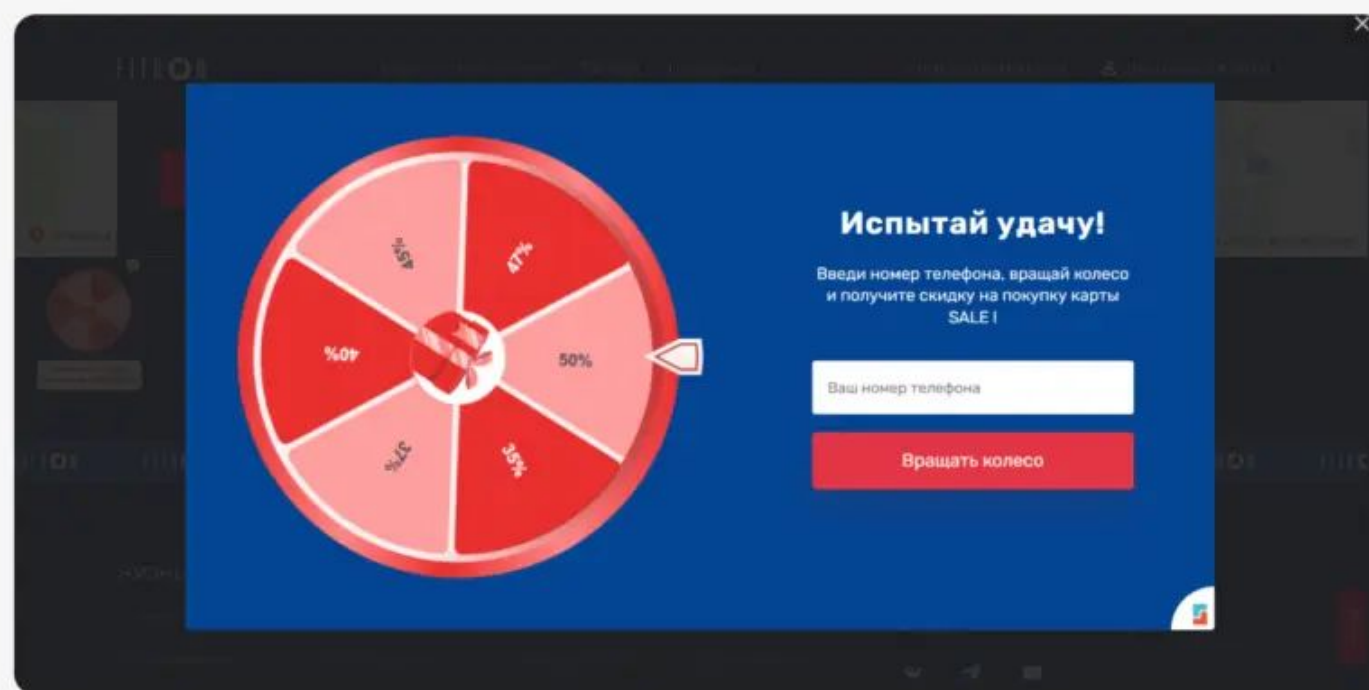 FITRON
45%
47%
40%
50%
37%
35%
Испытай удачу!
Введи номер телефона, вращай колесо
и получите скидку на покупку карты
SALE !
Ваш номер телефона
Вращать колесо